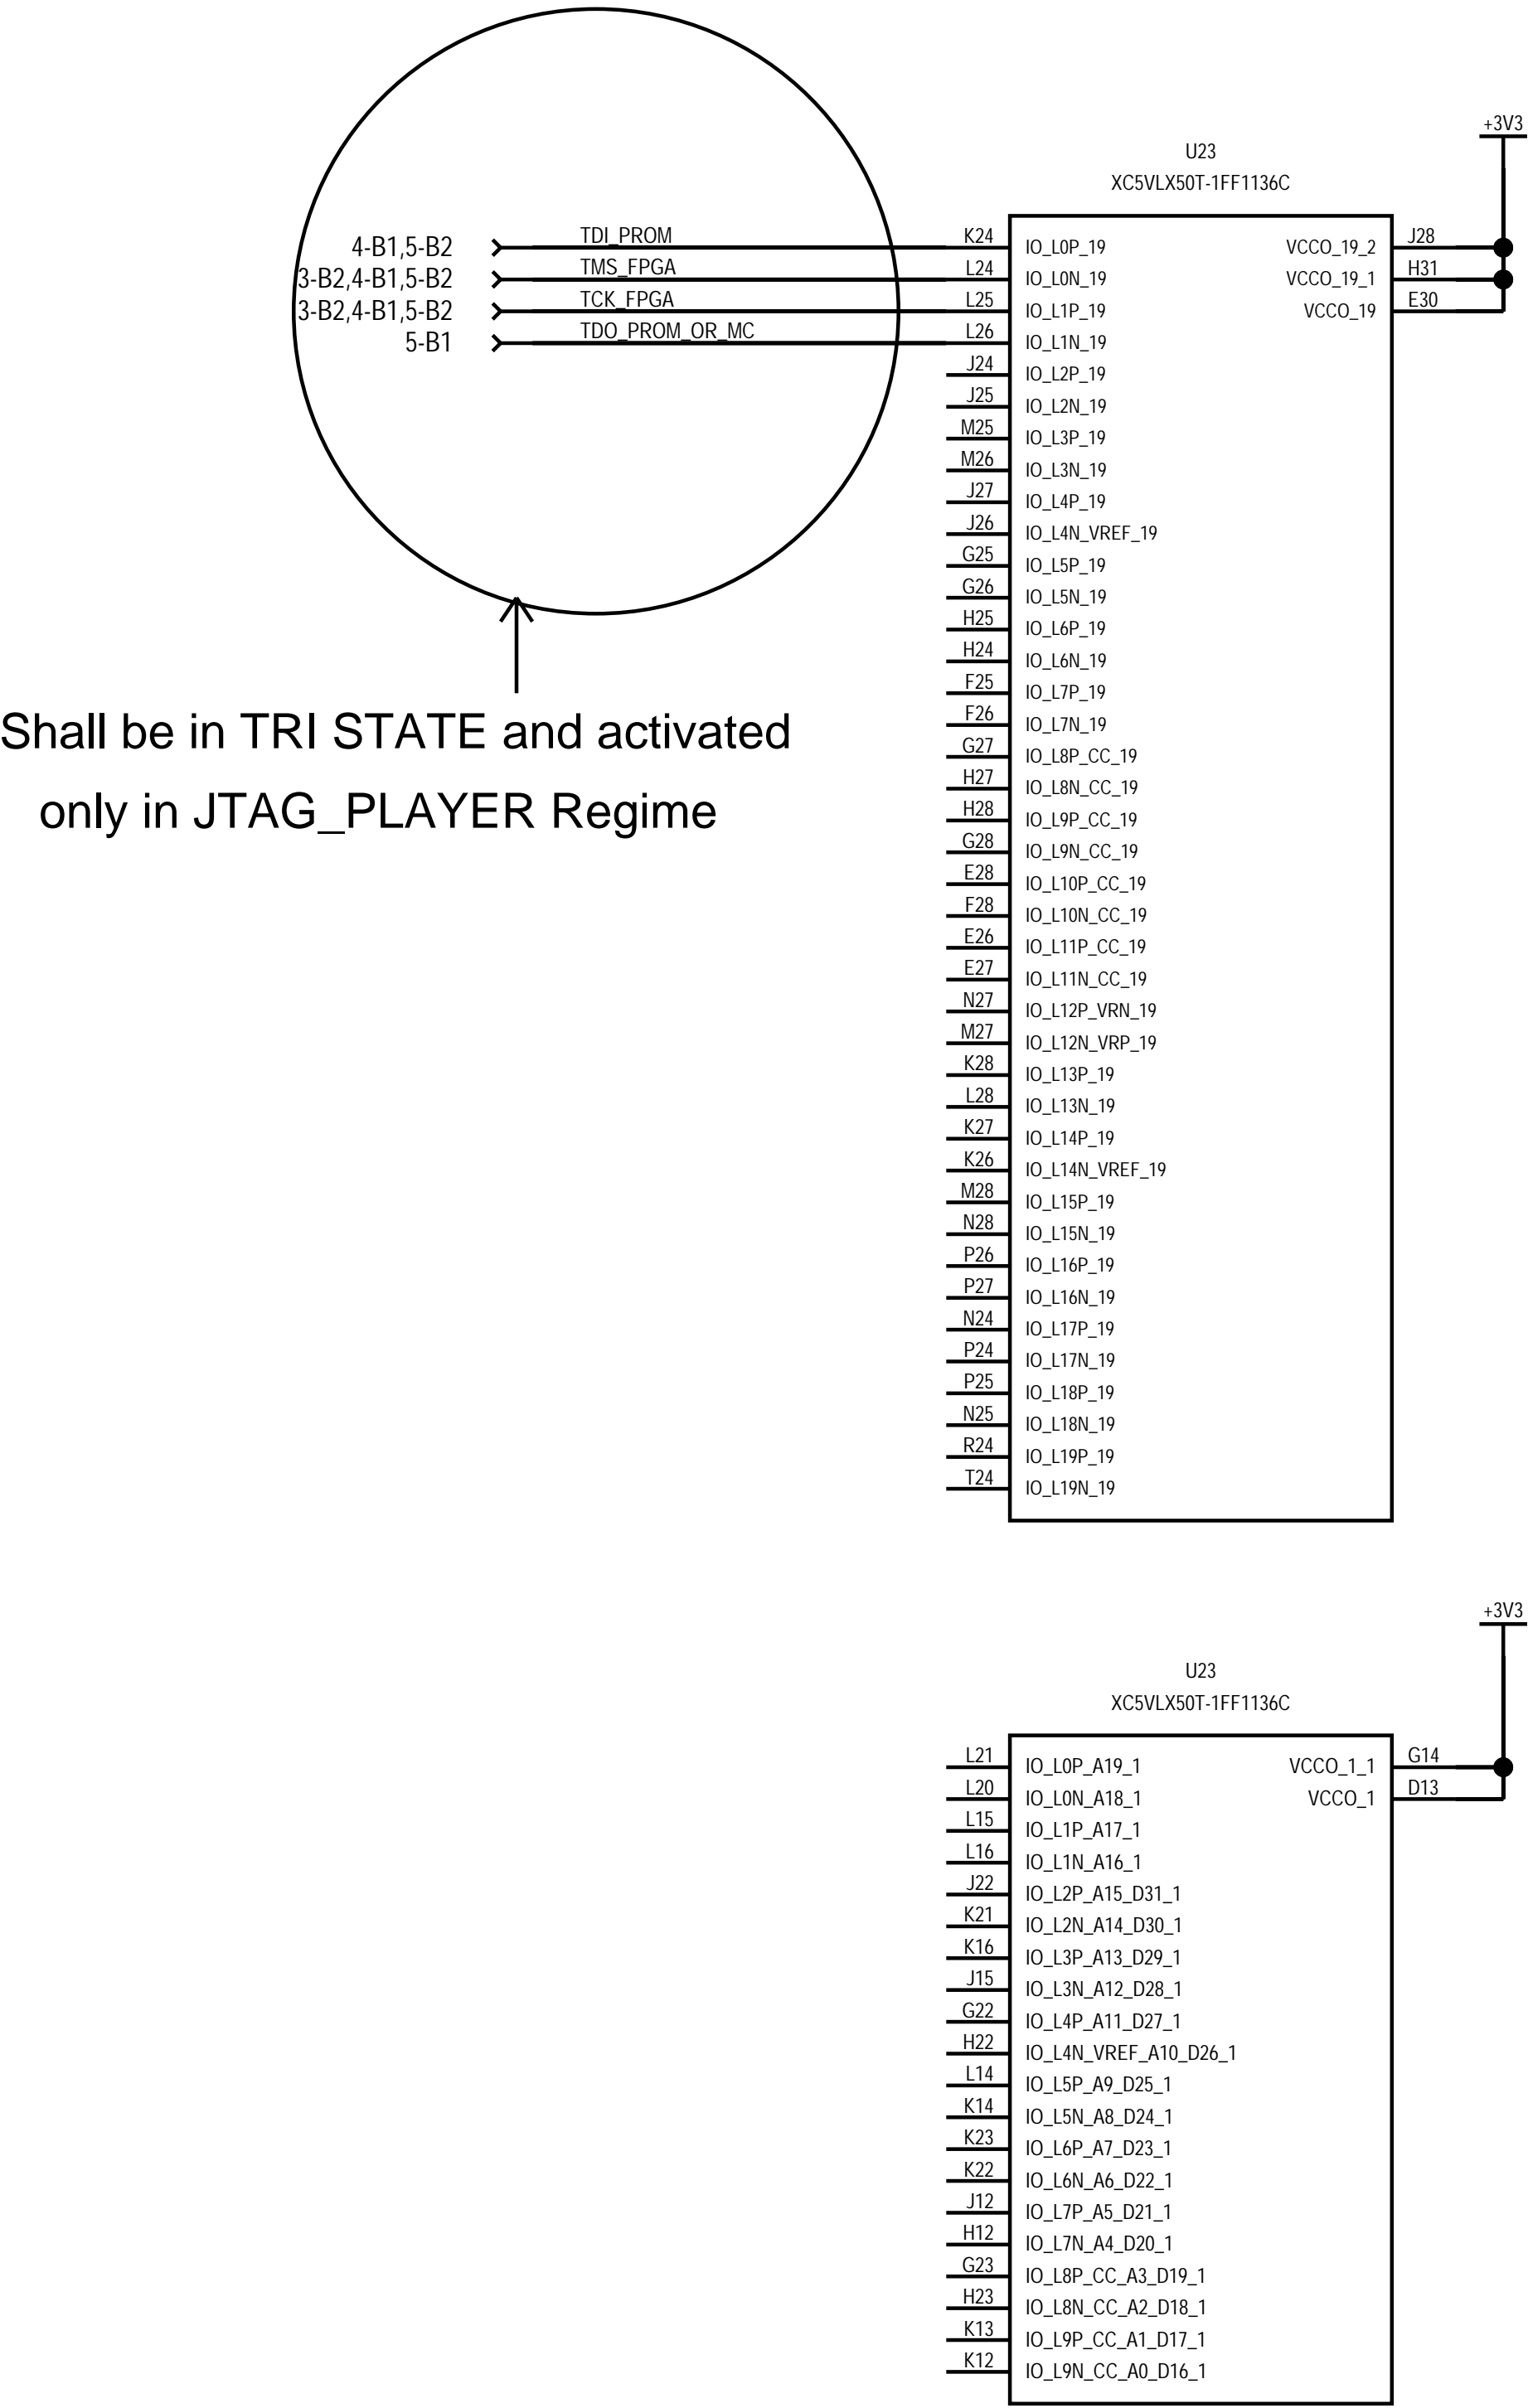 +3V3
U23
XC5VLX50T-1FF1136C
4-B1,5-B2 TDI_PROM K24 IO_L0P_19 VCCO_19_2 J28
3-B2,4-B1,5-B2 TMS_FPGA L24 IO_L0N_19 VCCO_19_1 H31
3-B2,4-B1,5-B2 TCK_FPGA L25 IO_L1P_19 VCCO_19 E30
5-B1 TDO_PROM_OR_MC L26 IO_L1N_19
J24 IO_L2P_19
J25 IO_L2N_19
M25 IO_L3P_19
M26 IO_L3N_19
J27 IO_L4P_19
J26 IO_L4N_VREF_19
G25 IO_L5P_19
G26 IO_L5N_19
H25 IO_L6P_19
H24 IO_L6N_19
F25 IO_L7P_19
F26 IO_L7N_19
G27 IO_L8P_CC_19
H27 IO_L8N_CC_19
H28 IO_L9P_CC_19
G28 IO_L9N_CC_19
E28 IO_L10P_CC_19
F28 IO_L10N_CC_19
E26 IO_L11P_CC_19
E27 IO_L11N_CC_19
N27 IO_L12P_VRN_19
M27 IO_L12N_VRP_19
K28 IO_L13P_19
L28 IO_L13N_19
K27 IO_L14P_19
K26 IO_L14N_VREF_19
M28 IO_L15P_19
N28 IO_L15N_19
P26 IO_L16P_19
P27 IO_L16N_19
N24 IO_L17P_19
P24 IO_L17N_19
P25 IO_L18P_19
N25 IO_L18N_19
R24 IO_L19P_19
T24 IO_L19N_19
Shall be in TRI STATE and activated
only in JTAG_PLAYER Regime
+3V3
U23
XC5VLX50T-1FF1136C
L21 IO_L0P_A19_1 VCCO_1_1 G14
L20 IO_L0N_A18_1 VCCO_1 D13
L15 IO_L1P_A17_1
L16 IO_L1N_A16_1
J22 IO_L2P_A15_D31_1
K21 IO_L2N_A14_D30_1
K16 IO_L3P_A13_D29_1
J15 IO_L3N_A12_D28_1
G22 IO_L4P_A11_D27_1
H22 IO_L4N_VREF_A10_D26_1
L14 IO_L5P_A9_D25_1
K14 IO_L5N_A8_D24_1
K23 IO_L6P_A7_D23_1
K22 IO_L6N_A6_D22_1
J12 IO_L7P_A5_D21_1
H12 IO_L7N_A4_D20_1
G23 IO_L8P_CC_A3_D19_1
H23 IO_L8N_CC_A2_D18_1
K13 IO_L9P_CC_A1_D17_1
K12 IO_L9N_CC_A0_D16_1